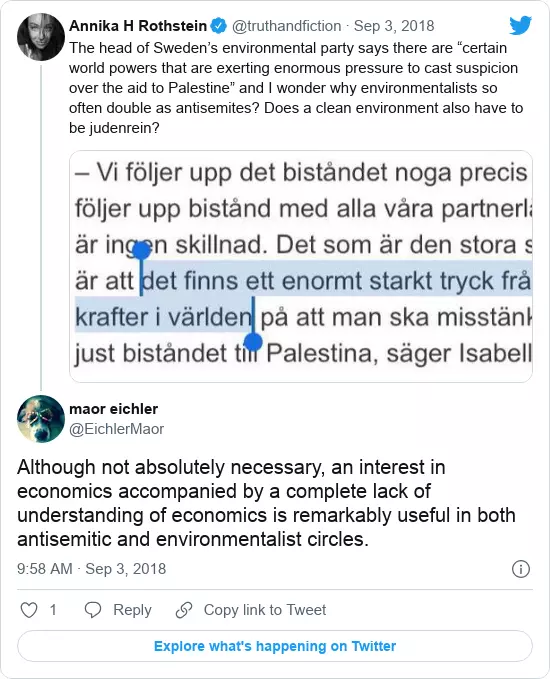 Annika H Rothstein @truthandfiction · Sep 3, 2018
The head of Sweden's environmental party says there are “certain
world powers that are exerting enormous pressure to cast suspicion
over the aid to Palestine” and I wonder why environmentalists so
often double as antisemites? Does a clean environment also have to
be judenrein?
– Vi följer upp det biståndet noga precis
följer upp bistånd med alla våra partnerlä
är ingen skillnad. Det som är den stora s
är att det finns ett enormt starkt tryck frå
krafter i världen på att man ska misstänk
just biståndet till Palestina, säger Isabell
maor eichler
@EichlerMaor
Although not absolutely necessary, an interest in
economics accompanied by a complete lack of
understanding of economics is remarkably useful in both
antisemitic and environmentalist circles.
9:58 AM · Sep 3, 2018
1 Reply Copy link to Tweet
Explore what's happening on Twitter